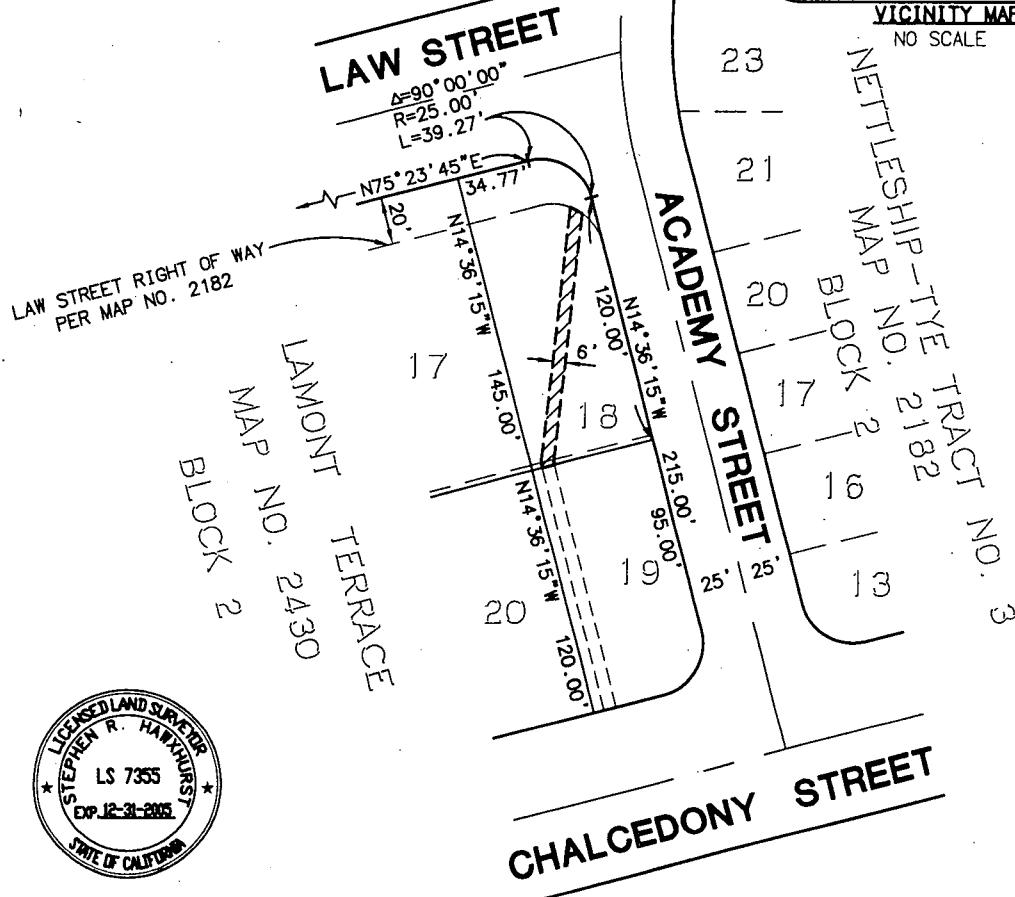 VICINITY MAP
NO SCALE
LAW STREET
Δ=90°00'00"
R=25.00'
L=39.27'
N75°23'45"E
34.77'
20'
LAW STREET RIGHT OF WAY
PER MAP NO. 2182
N14°36'15"W
145.00'
17
6'
18
120.00'
N14°36'15"W
215.00'
95.00'
ACADEMY STREET
23
21
20
17
16
13
NETTLESHIP-TYE TRACT NO. 3
MAP NO. 2182
BLOCK 2
LAMONT TERRACE
MAP NO. 2430
BLOCK 2
N14°36'15"W
120.00'
20
19
25'
25'
CHALCEDONY STREET
LICENSED LAND SURVEYOR
STEPHEN R. HAWXHURST
LS 7355
EXP 12-31-2005
STATE OF CALIFORNIA